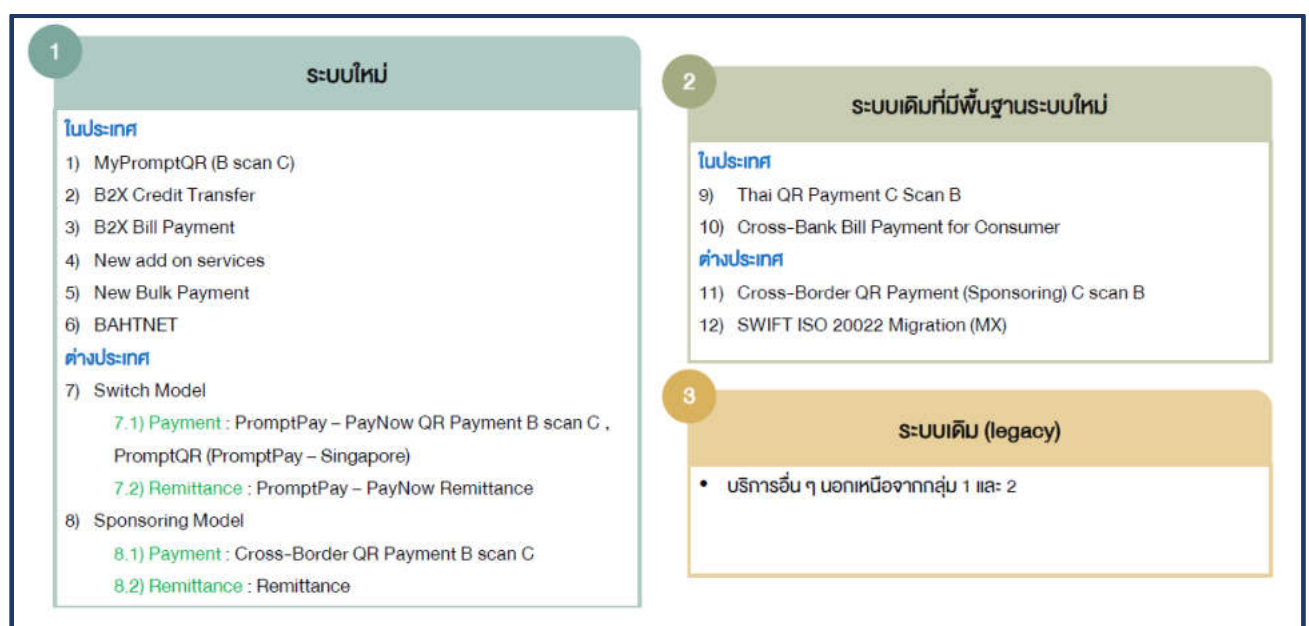 1
ระบบใหม่
ในประเทศ
1) MyPromptQR (B scan C)
2) B2X Credit Transfer
3) B2X Bill Payment
4) New add on services
5) New Bulk Payment
6) BAHTNET
ต่างประเทศ
7) Switch Model
7.1) Payment : PromptPay – PayNow QR Payment B scan C ,
PromptQR (PromptPay – Singapore)
7.2) Remittance : PromptPay – PayNow Remittance
8) Sponsoring Model
8.1) Payment : Cross-Border QR Payment B scan C
8.2) Remittance : Remittance
2
ระบบเดิมที่มีพื้นฐานระบบใหม่
ในประเทศ
9) Thai QR Payment C Scan B
10) Cross-Bank Bill Payment for Consumer
ต่างประเทศ
11) Cross-Border QR Payment (Sponsoring) C scan B
12) SWIFT ISO 20022 Migration (MX)
3
ระบบเดิม (legacy)
• บริการอื่น ๆ นอกเหนือจากกลุ่ม 1 และ 2